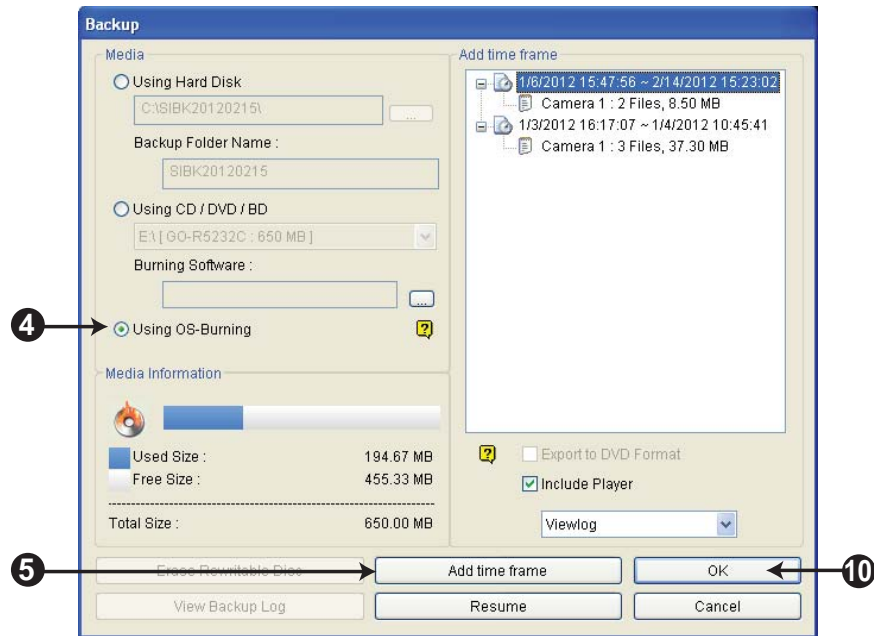 Backup
Media
Using Hard Disk
C:\SIBK20120215\
...
Backup Folder Name :
SIBK20120215
Using CD / DVD / BD
E:\ [ GO-R5232C : 650 MB ]
Burning Software :
...
4
Using OS-Burning
?
Media Information
Used Size : 194.67 MB
Free Size : 455.33 MB
Total Size : 650.00 MB
Add time frame
1/6/2012 15:47:56 ~ 2/14/2012 15:23:02
Camera 1 : 2 Files, 8.50 MB
1/3/2012 16:17:07 ~ 1/4/2012 10:45:41
Camera 1 : 3 Files, 37.30 MB
?
Export to DVD Format
Include Player
Viewlog
5
Erase Rewritable Disc
Add time frame
OK
10
View Backup Log
Resume
Cancel